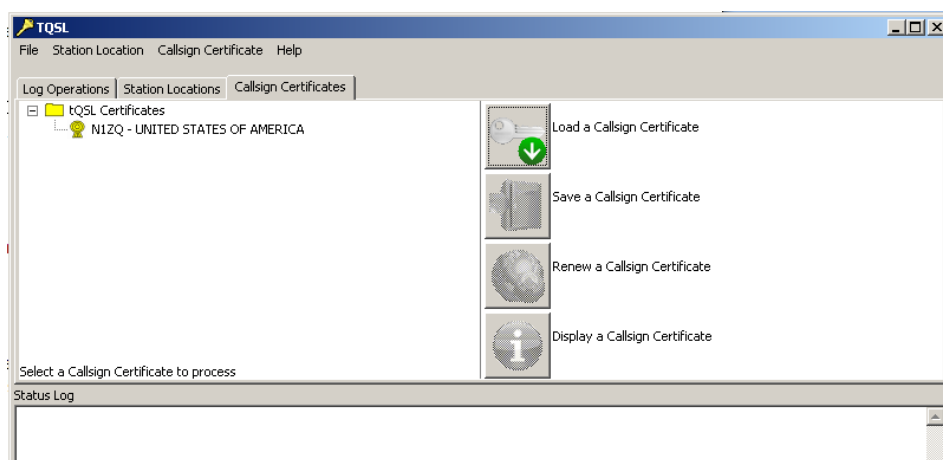 TQSL
File Station Location Callsign Certificate Help
Log Operations Station Locations Callsign Certificates
tQSL Certificates
N1ZQ - UNITED STATES OF AMERICA
Load a Callsign Certificate
Save a Callsign Certificate
Renew a Callsign Certificate
Display a Callsign Certificate
Select a Callsign Certificate to process
Status Log